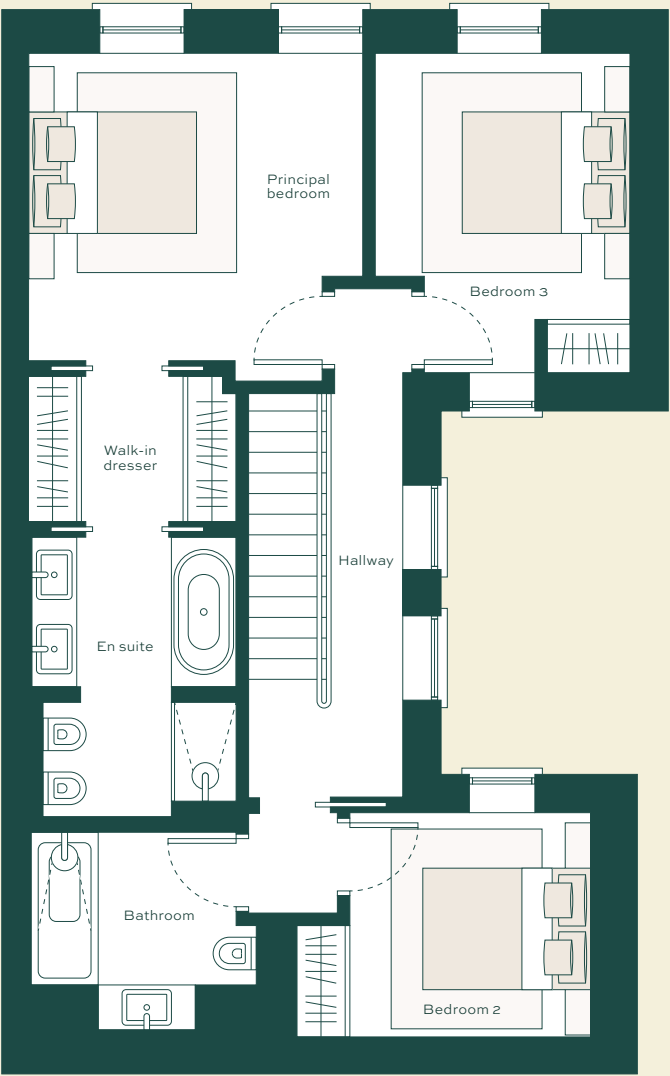 Principal
bedroom
Bedroom 3
Walk-in
dresser
Hallway
En suite
Bathroom
Bedroom 2